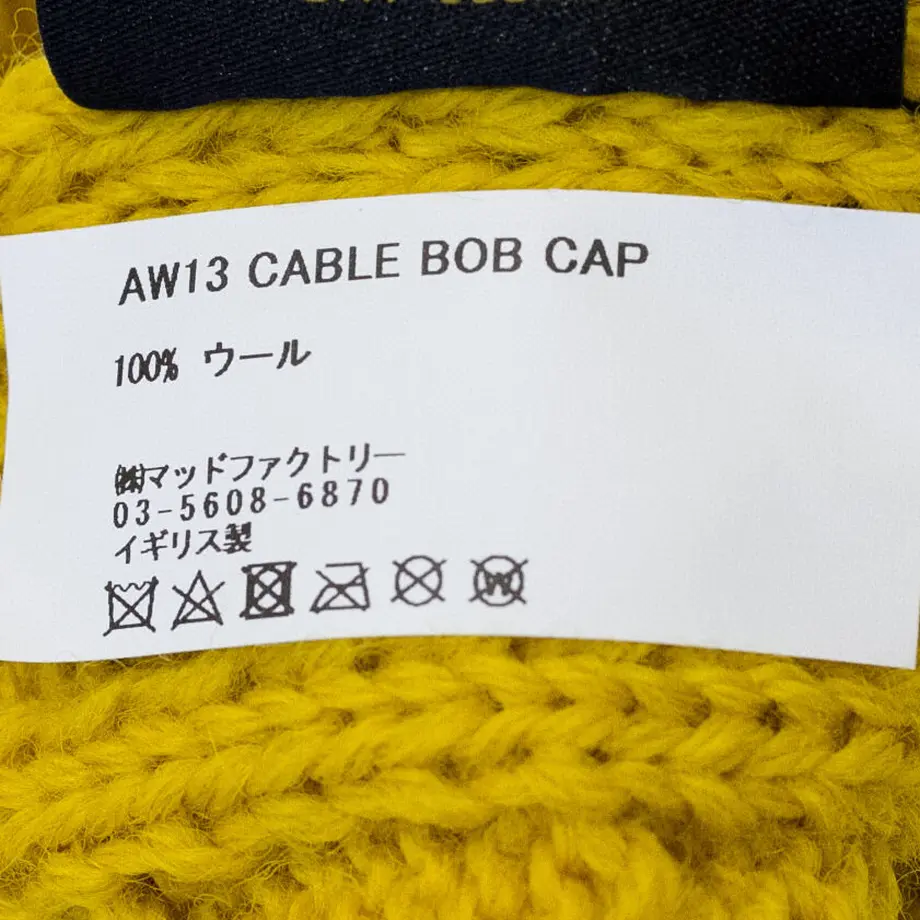 AW13 CABLE BOB CAP
100% ウール
㈱マッドファクトリー
03-5608-6870
イギリス製